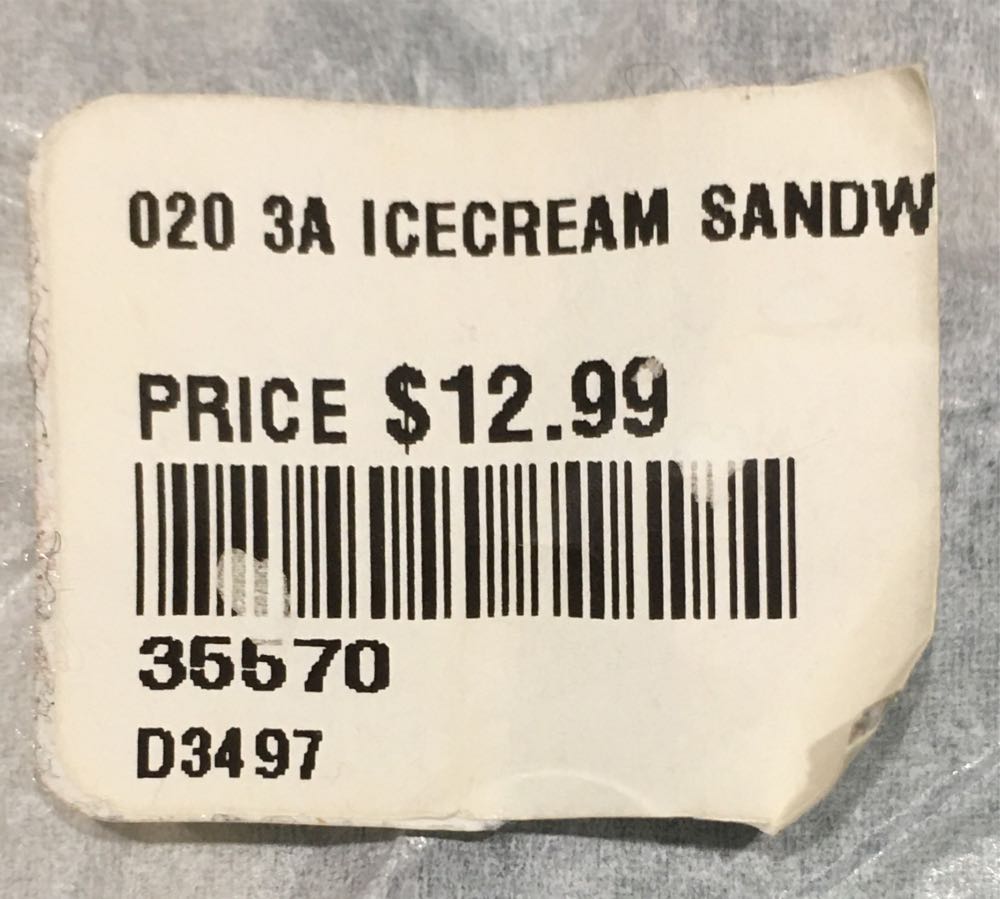 020 3A ICECREAM SANDW
PRICE $12.99
35570
D3497